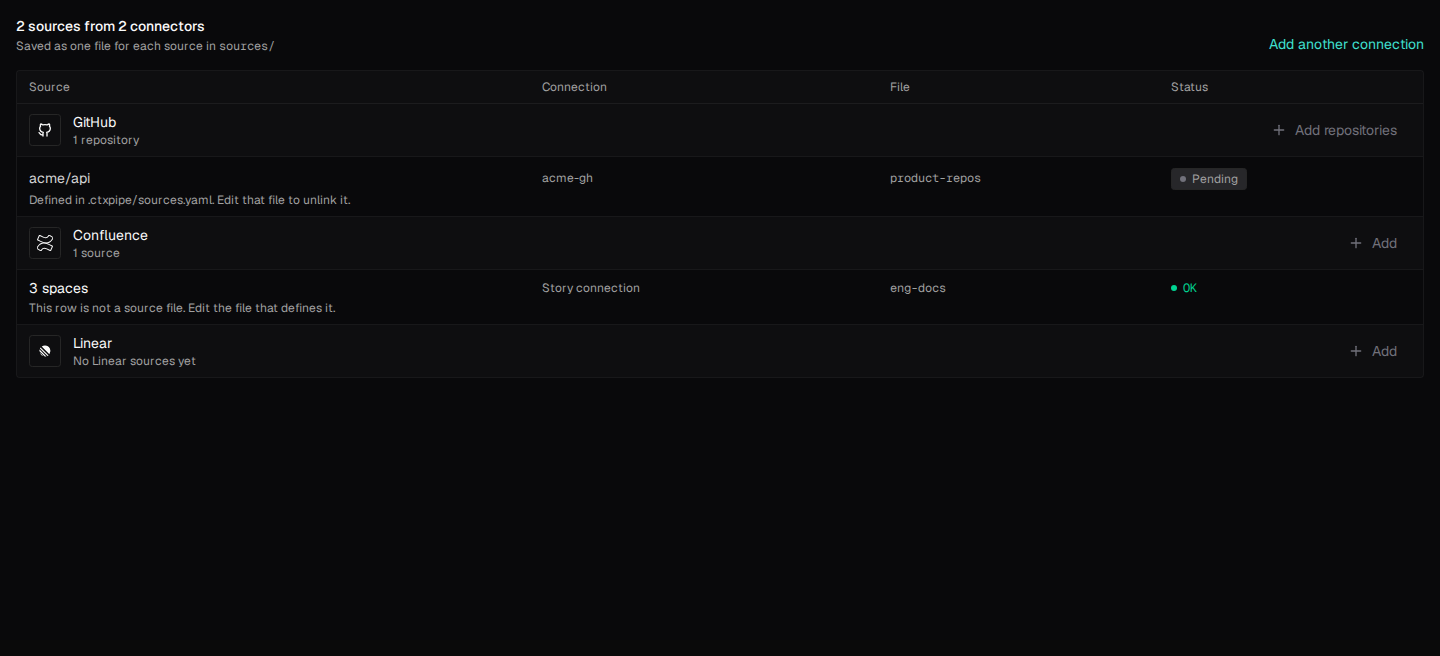 2 sources from 2 connectors
Saved as one file for each source in sources/
Add another connection
Source Connection File Status
GitHub
1 repository
Add repositories
acme/api acme-gh product-repos Pending
Defined in .ctxpipe/sources.yaml. Edit that file to unlink it.
Confluence
1 source
Add
3 spaces Story connection eng-docs OK
This row is not a source file. Edit the file that defines it.
Linear
No Linear sources yet
Add